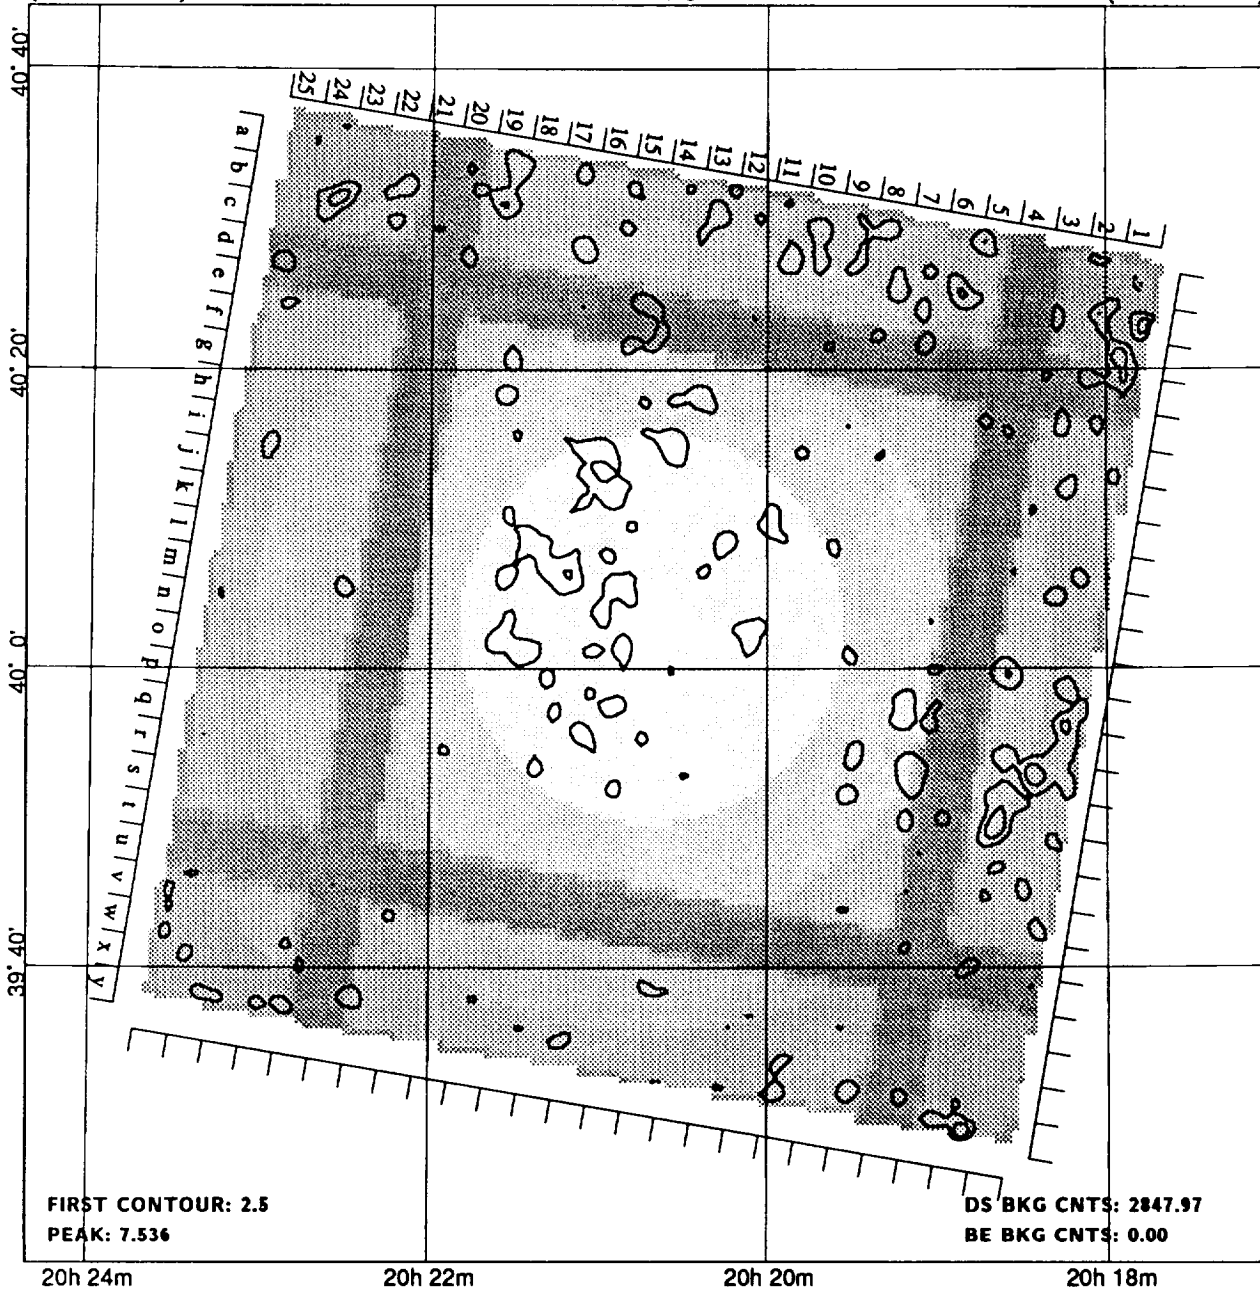 40° 40'
40° 20'
40° 0'
39° 40'
25 24 23 22 21 20 19 18 17 16 15 14 13 12 11 10 9 8 7 6 5 4 3 2 1
a b c d e f g h i j k l m n o p q r s t u v w x y
FIRST CONTOUR: 2.5
PEAK: 7.536
DS BKG CNTS: 2847.97
BE BKG CNTS: 0.00
20h 24m
20h 22m
20h 20m
20h 18m